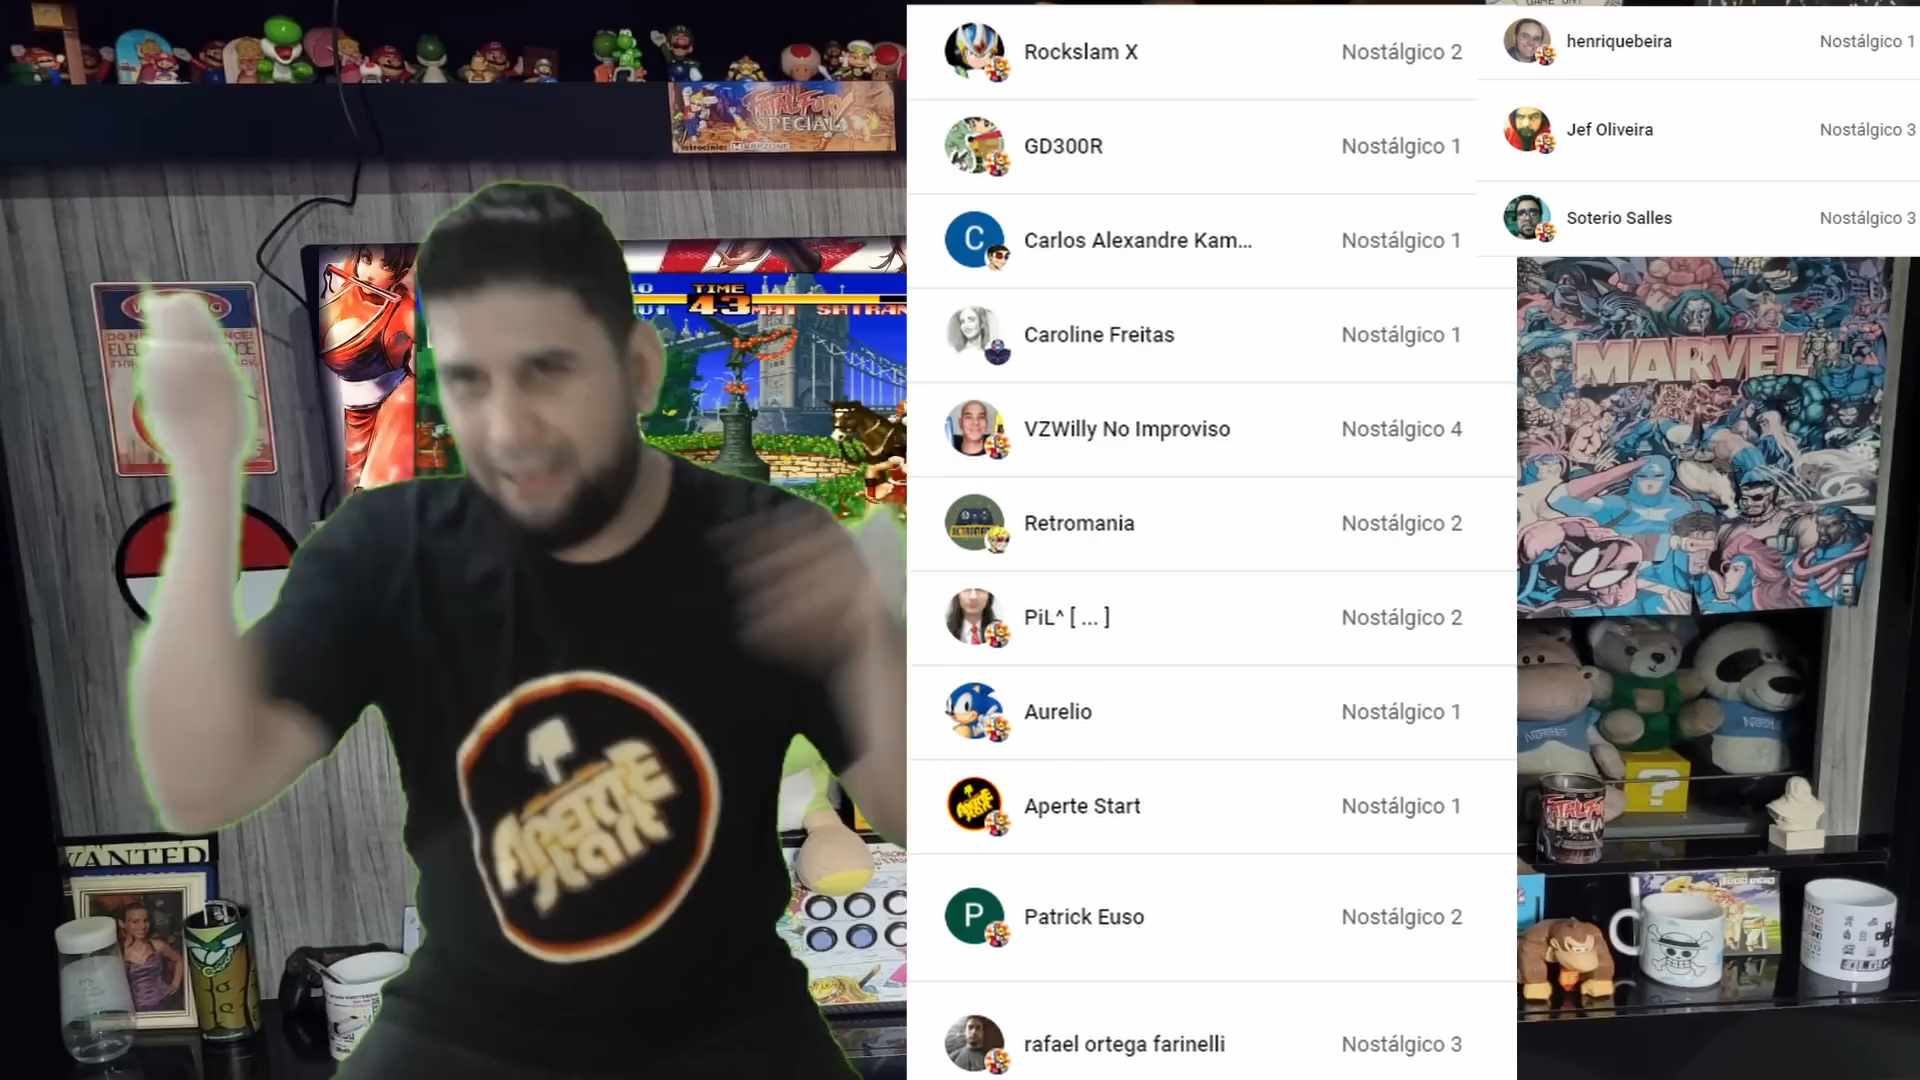 FATAL FURY
SPECIAL
TIME
43
WANTED
APERTE
START
Rockslam X Nostálgico 2
GD300R Nostálgico 1
Carlos Alexandre Kam... Nostálgico 1
Caroline Freitas Nostálgico 1
VZWilly No Improviso Nostálgico 4
Retromania Nostálgico 2
PiL^ [ ... ] Nostálgico 2
Aurelio Nostálgico 1
Aperte Start Nostálgico 1
Patrick Euso Nostálgico 2
rafael ortega farinelli Nostálgico 3
henriquebeira Nostálgico 1
Jef Oliveira Nostálgico 3
Soterio Salles Nostálgico 3
MARVEL
?